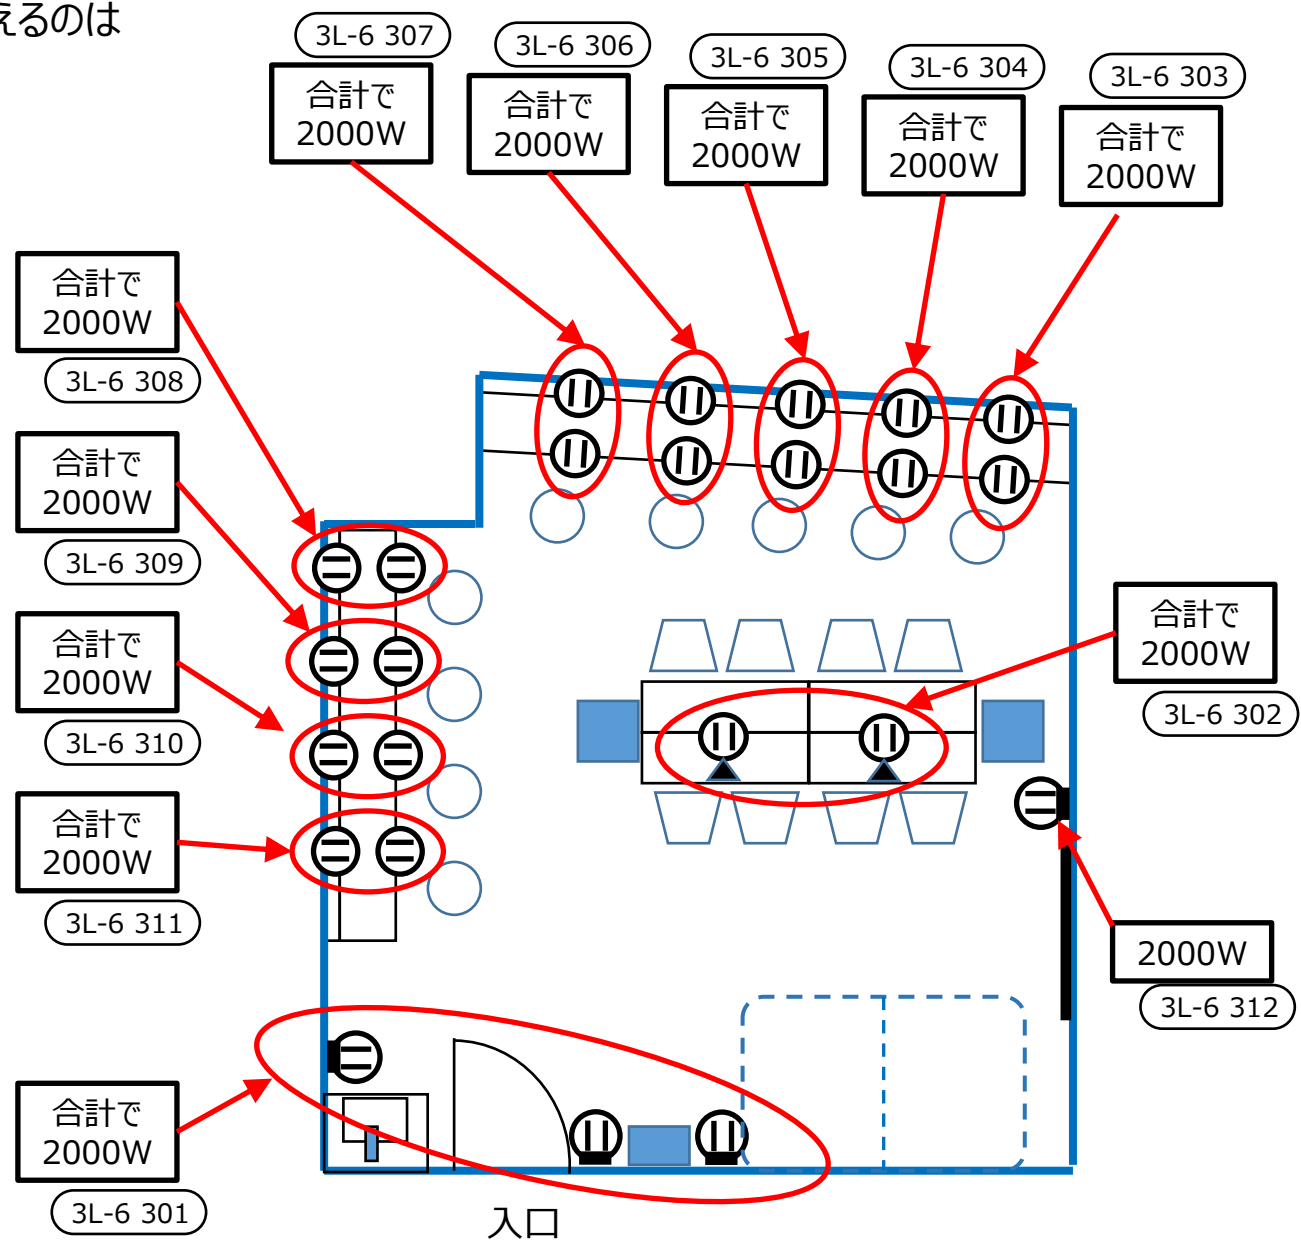 えるのは
3L-6 307
合計で
2000W
3L-6 306
合計で
2000W
3L-6 305
合計で
2000W
3L-6 304
合計で
2000W
3L-6 303
合計で
2000W
合計で
2000W
3L-6 308
合計で
2000W
3L-6 309
合計で
2000W
3L-6 310
合計で
2000W
3L-6 311
合計で
2000W
3L-6 302
2000W
3L-6 312
合計で
2000W
3L-6 301
入口